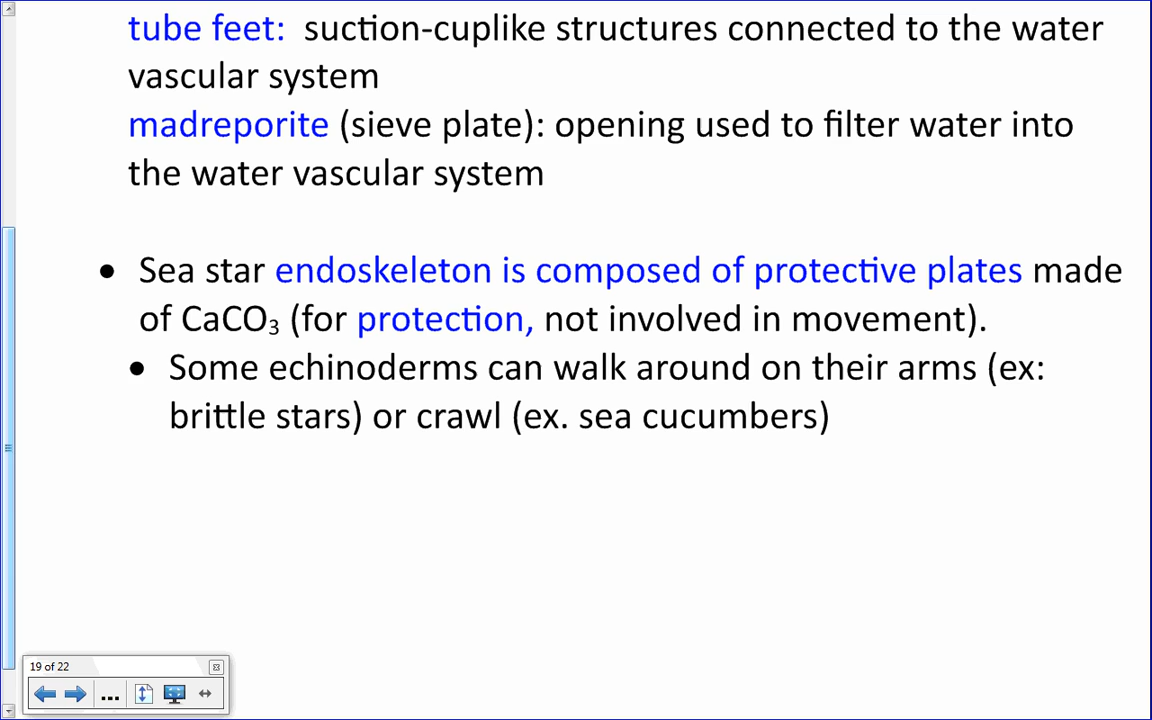 tube feet: suction-cuplike structures connected to the water
vascular system
madreporite (sieve plate): opening used to filter water into
the water vascular system
• Sea star endoskeleton is composed of protective plates made
of CaCO₃ (for protection, not involved in movement).
• Some echinoderms can walk around on their arms (ex:
brittle stars) or crawl (ex. sea cucumbers)
19 of 22
...